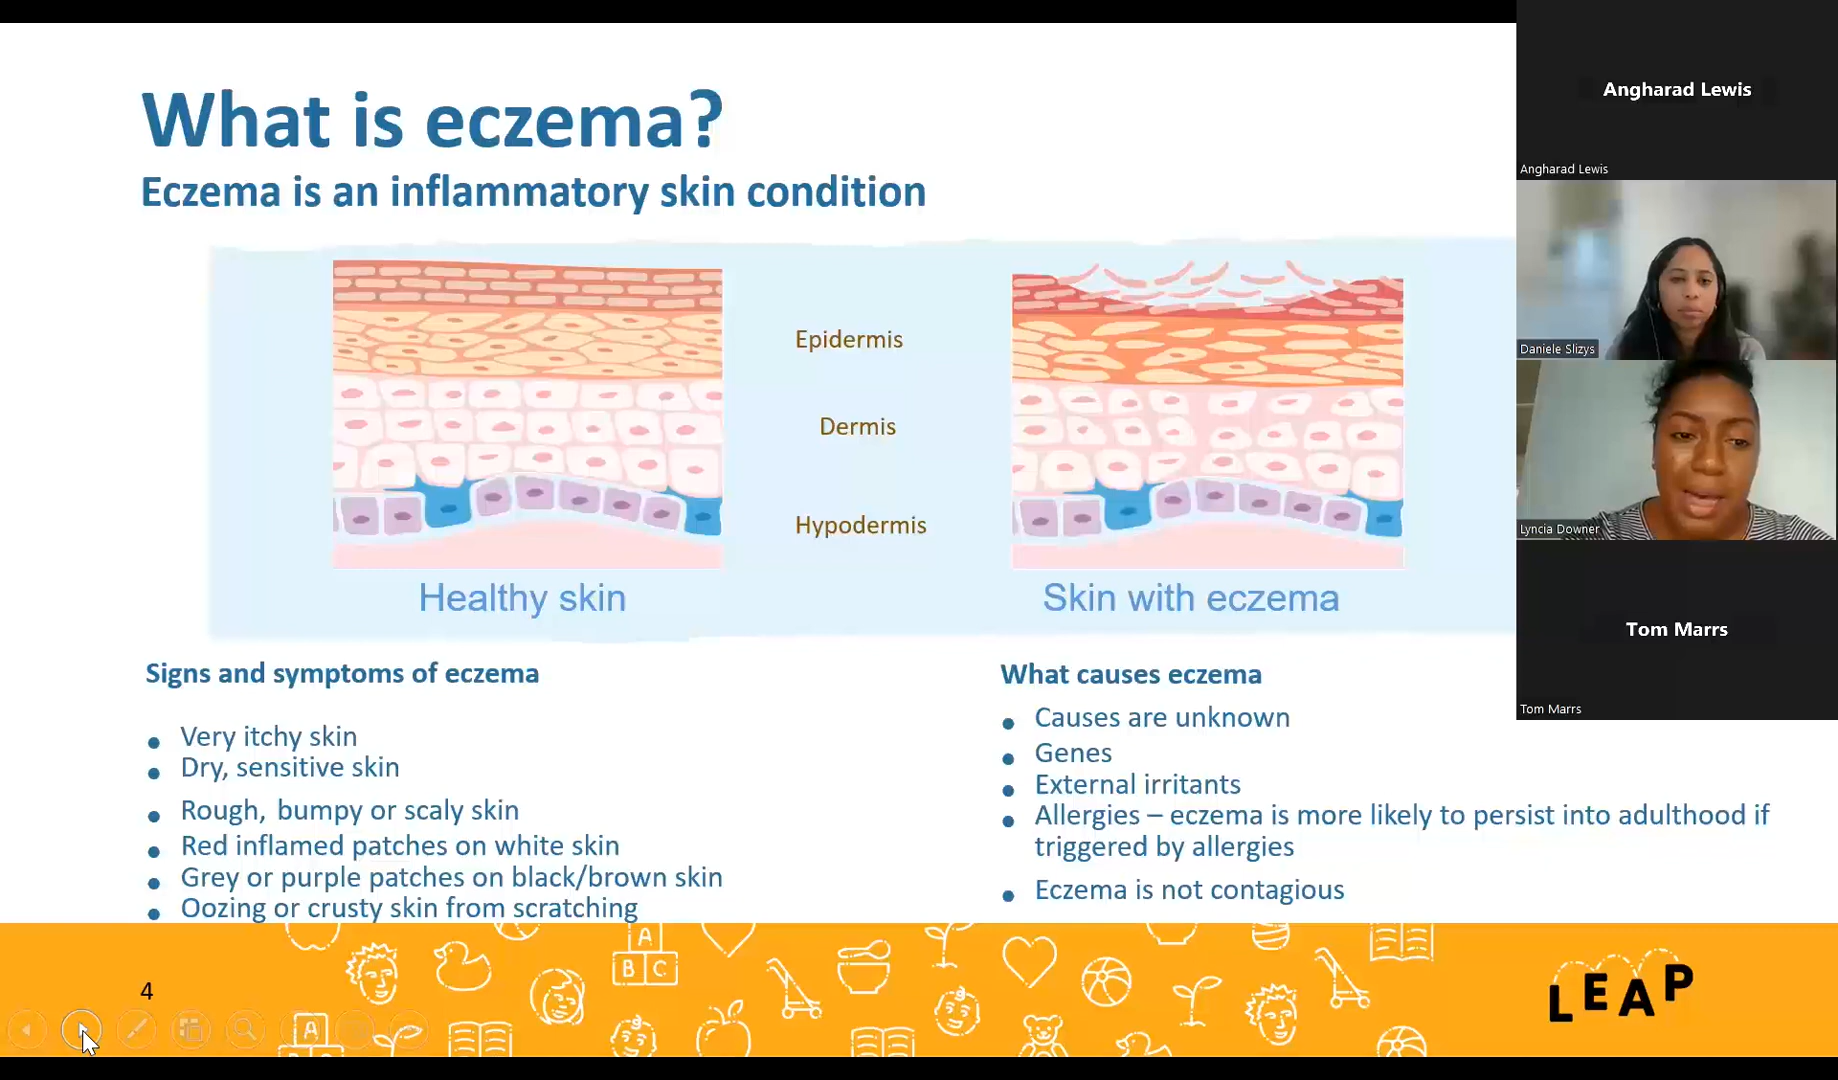 What is eczema?
Eczema is an inflammatory skin condition
Epidermis
Dermis
Hypodermis
Healthy skin
Skin with eczema
Signs and symptoms of eczema
• Very itchy skin
• Dry, sensitive skin
• Rough, bumpy or scaly skin
• Red inflamed patches on white skin
• Grey or purple patches on black/brown skin
• Oozing or crusty skin from scratching
What causes eczema
• Causes are unknown
• Genes
• External irritants
• Allergies – eczema is more likely to persist into adulthood if
triggered by allergies
• Eczema is not contagious
Angharad Lewis
Angharad Lewis
Daniele Slizys
Lyncia Downer
Tom Marrs
Tom Marrs
A
B C
A
4
LEAP